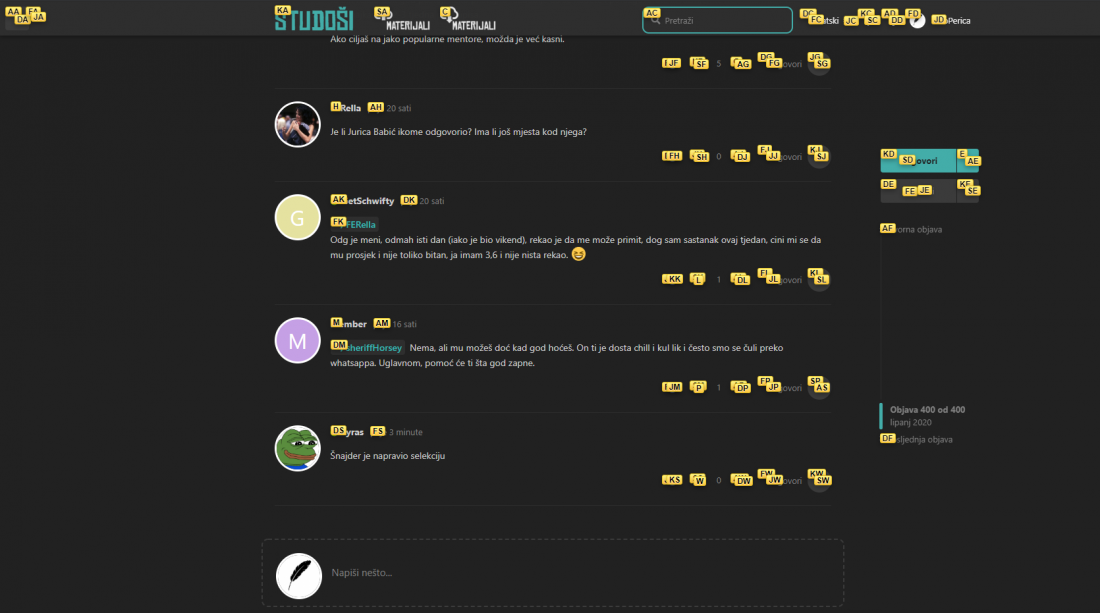 AA
FA
DA
JA
KA
STUDOŠI
SA
MATERIJALI
C
MATERIJALI
AC
Pretraži
FC
JC
KC
SC
AD
DD
ED
JD
Perica
Ako ciljaš na jako popularne mentore, možda je već kasni.
JF
SF
5
AG
DG
FG
ovori
JG
SG
H
Rella
AH
20 sati
Je li Jurica Babić ikome odgovorio? Ima li još mjesta kod njega?
FH
SH
0
DJ
JJ
ovori
KJ
SJ
AK
etSchwifty
DK
20 sati
FK
FERella
Odg je meni, odmah isti dan (iako je bio vikend), rekao je da me može primit, dog sam sastanak ovaj tjedan, cini mi se da
mu prosjek i nije toliko bitan, ja imam 3,6 i nije nista rekao.
KK
L
1
DL
FL
JL
ovori
KL
SL
M
mber
AM
16 sati
DM
sheriffHorsey
Nema, ali mu možeš doć kad god hoćeš. On ti je dosta chill i kul lik i često smo se čuli preko
whatsappa. Uglavnom, pomoć će ti šta god zapne.
JM
P
1
DP
FP
JP
ovori
SP
AS
DS
yras
FS
3 minute
Šnajder je napravio selekciju
KS
W
0
DW
FW
JW
ovori
KW
SW
Napiši nešto...
KD
SD
ovori
E
AE
DE
FE
JE
KE
SE
AF
orna objava
Objava 400 od 400
lipanj 2020
DF
sljednja objava